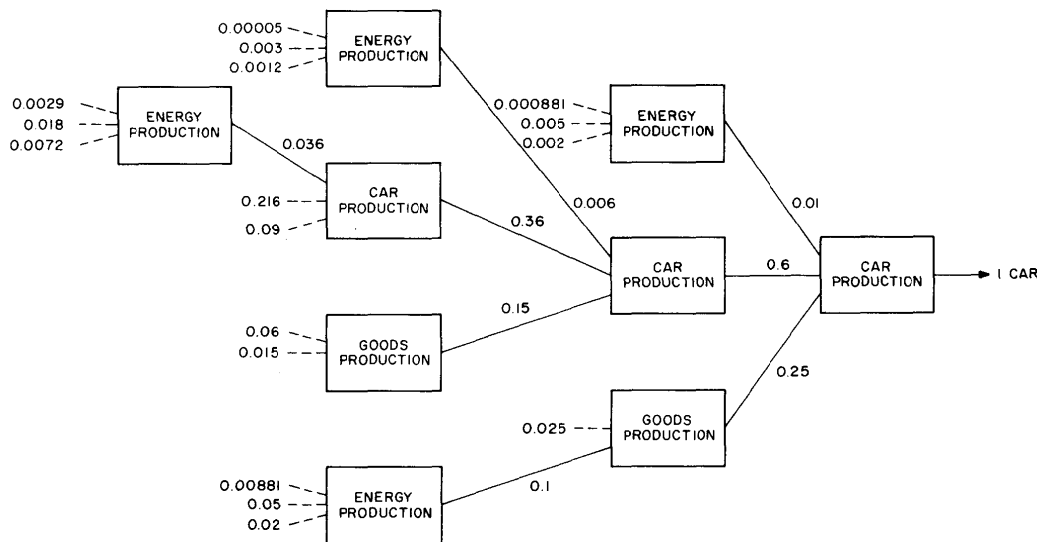 0.00005
0.003
0.0012
ENERGY
PRODUCTION
0.0029
0.018
0.0072
ENERGY
PRODUCTION
0.000881
0.005
0.002
ENERGY
PRODUCTION
0.036
0.216
0.09
CAR
PRODUCTION
0.36
0.006
0.01
CAR
PRODUCTION
0.6
CAR
PRODUCTION
1 CAR
0.06
0.015
GOODS
PRODUCTION
0.15
0.25
0.025
GOODS
PRODUCTION
0.00881
0.05
0.02
ENERGY
PRODUCTION
0.1